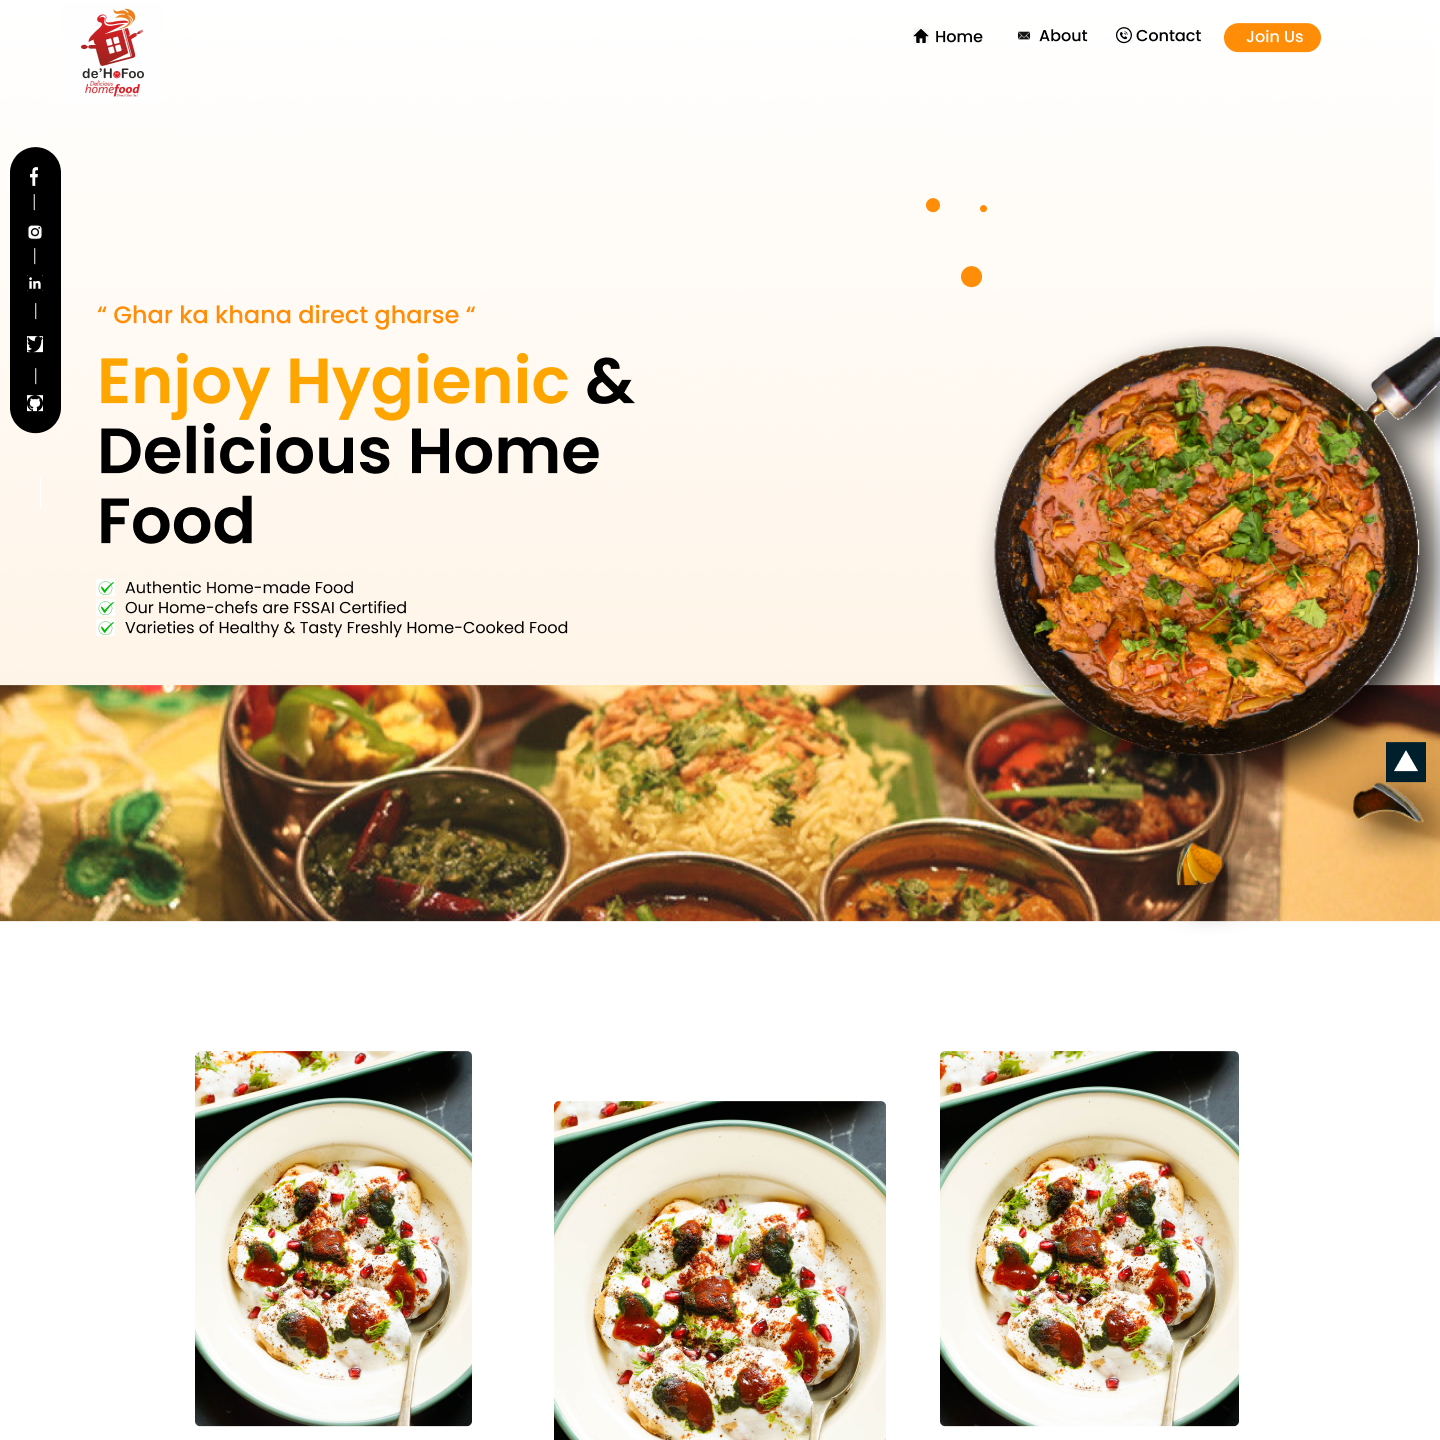 Home
About
Contact
Join Us
de'HoFoo
Delicious
homefood
“ Ghar ka khana direct gharse “
Enjoy Hygienic &
Delicious Home
Food
Authentic Home-made Food
Our Home-chefs are FSSAI Certified
Varieties of Healthy & Tasty Freshly Home-Cooked Food